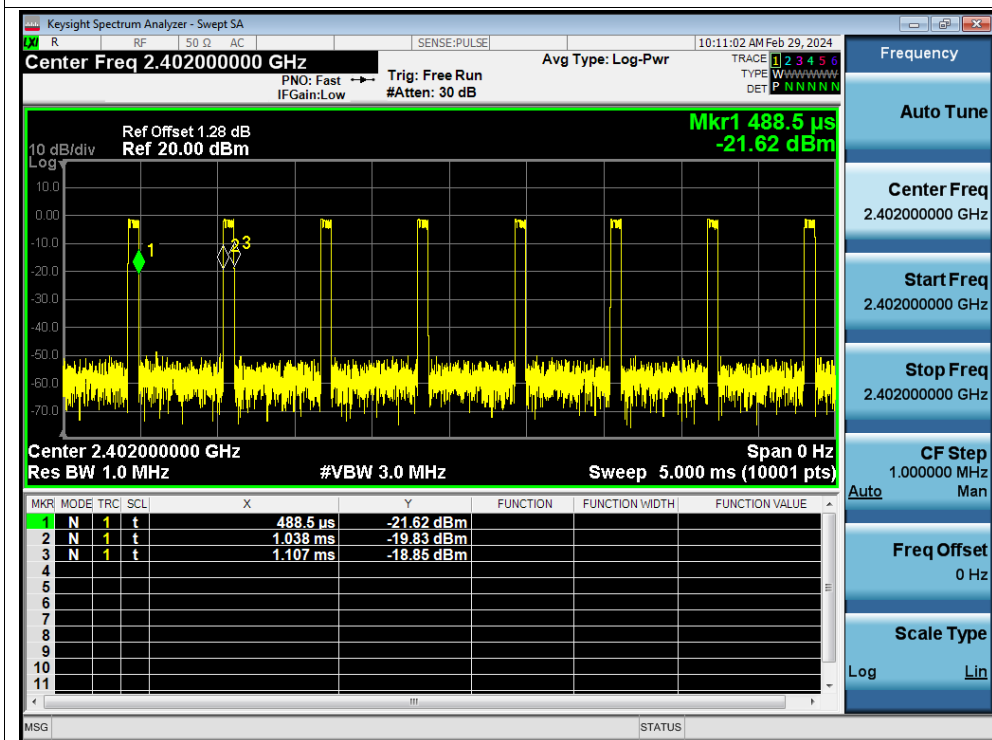 Keysight Spectrum Analyzer - Swept SA
LXI R RF 50 Ω AC SENSE:PULSE 10:11:02 AM Feb 29, 2024
Center Freq 2.402000000 GHz
PNO: Fast
IFGain:Low
Trig: Free Run
#Atten: 30 dB
Avg Type: Log-Pwr
TRACE 1 2 3 4 5 6
TYPE WWWWWW
DET P N N N N N
Mkr1 488.5 µs
-21.62 dBm
Ref Offset 1.28 dB
10 dB/div Ref 20.00 dBm
Log
10.0
0.00
-10.0
-20.0
-30.0
-40.0
-50.0
-60.0
-70.0
1
2
3
Center 2.402000000 GHz Span 0 Hz
Res BW 1.0 MHz #VBW 3.0 MHz Sweep 5.000 ms (10001 pts)
MKR MODE TRC SCL X Y FUNCTION FUNCTION WIDTH FUNCTION VALUE
1 N 1 t 488.5 µs -21.62 dBm
2 N 1 t 1.038 ms -19.83 dBm
3 N 1 t 1.107 ms -18.85 dBm
4
5
6
7
8
9
10
11
MSG STATUS
Frequency
Auto Tune
Center Freq
2.402000000 GHz
Start Freq
2.402000000 GHz
Stop Freq
2.402000000 GHz
CF Step
1.000000 MHz
Auto Man
Freq Offset
0 Hz
Scale Type
Log Lin